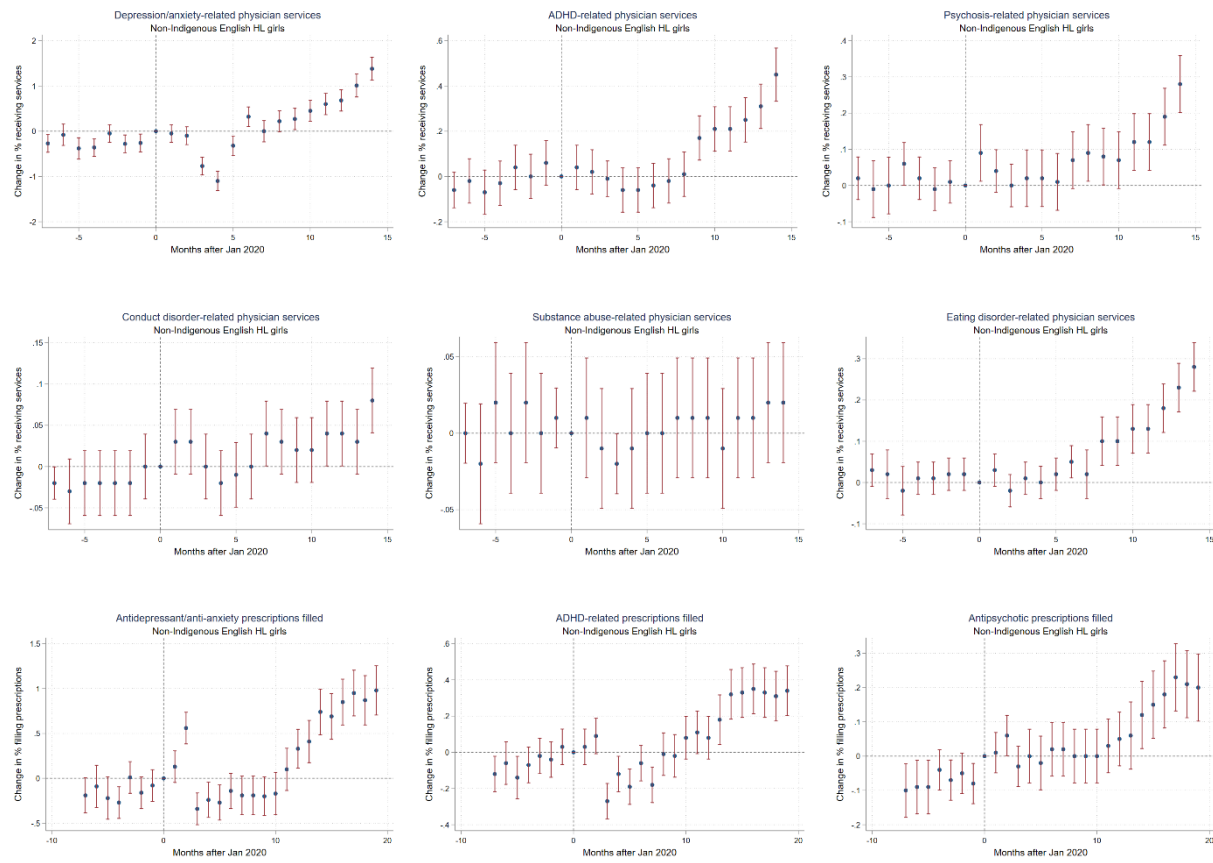 Depression/anxiety-related physician services
Non-Indigenous English HL girls
Change in % receiving services
2
1
0
-1
-2
-5
0
5
10
15
Months after Jan 2020
ADHD-related physician services
Non-Indigenous English HL girls
Change in % receiving services
.6
.4
.2
0
-.2
-5
0
5
10
15
Months after Jan 2020
Psychosis-related physician services
Non-Indigenous English HL girls
Change in % receiving services
.4
.3
.2
.1
0
-.1
-5
0
5
10
15
Months after Jan 2020
Conduct disorder-related physician services
Non-Indigenous English HL girls
Change in % receiving services
.15
.1
.05
0
-.05
-5
0
5
10
15
Months after Jan 2020
Substance abuse-related physician services
Non-Indigenous English HL girls
Change in % receiving services
.05
0
-.05
-5
0
5
10
15
Months after Jan 2020
Eating disorder-related physician services
Non-Indigenous English HL girls
Change in % receiving services
.3
.2
.1
0
-.1
-5
0
5
10
15
Months after Jan 2020
Antidepressant/anti-anxiety prescriptions filled
Non-Indigenous English HL girls
Change in % filling prescriptions
1.5
1
.5
0
-.5
-10
0
10
20
Months after Jan 2020
ADHD-related prescriptions filled
Non-Indigenous English HL girls
Change in % filling prescriptions
.6
.4
.2
0
-.2
-.4
-10
0
10
20
Months after Jan 2020
Antipsychotic prescriptions filled
Non-Indigenous English HL girls
Change in % filling prescriptions
.3
.2
.1
0
-.1
-.2
-10
0
10
20
Months after Jan 2020